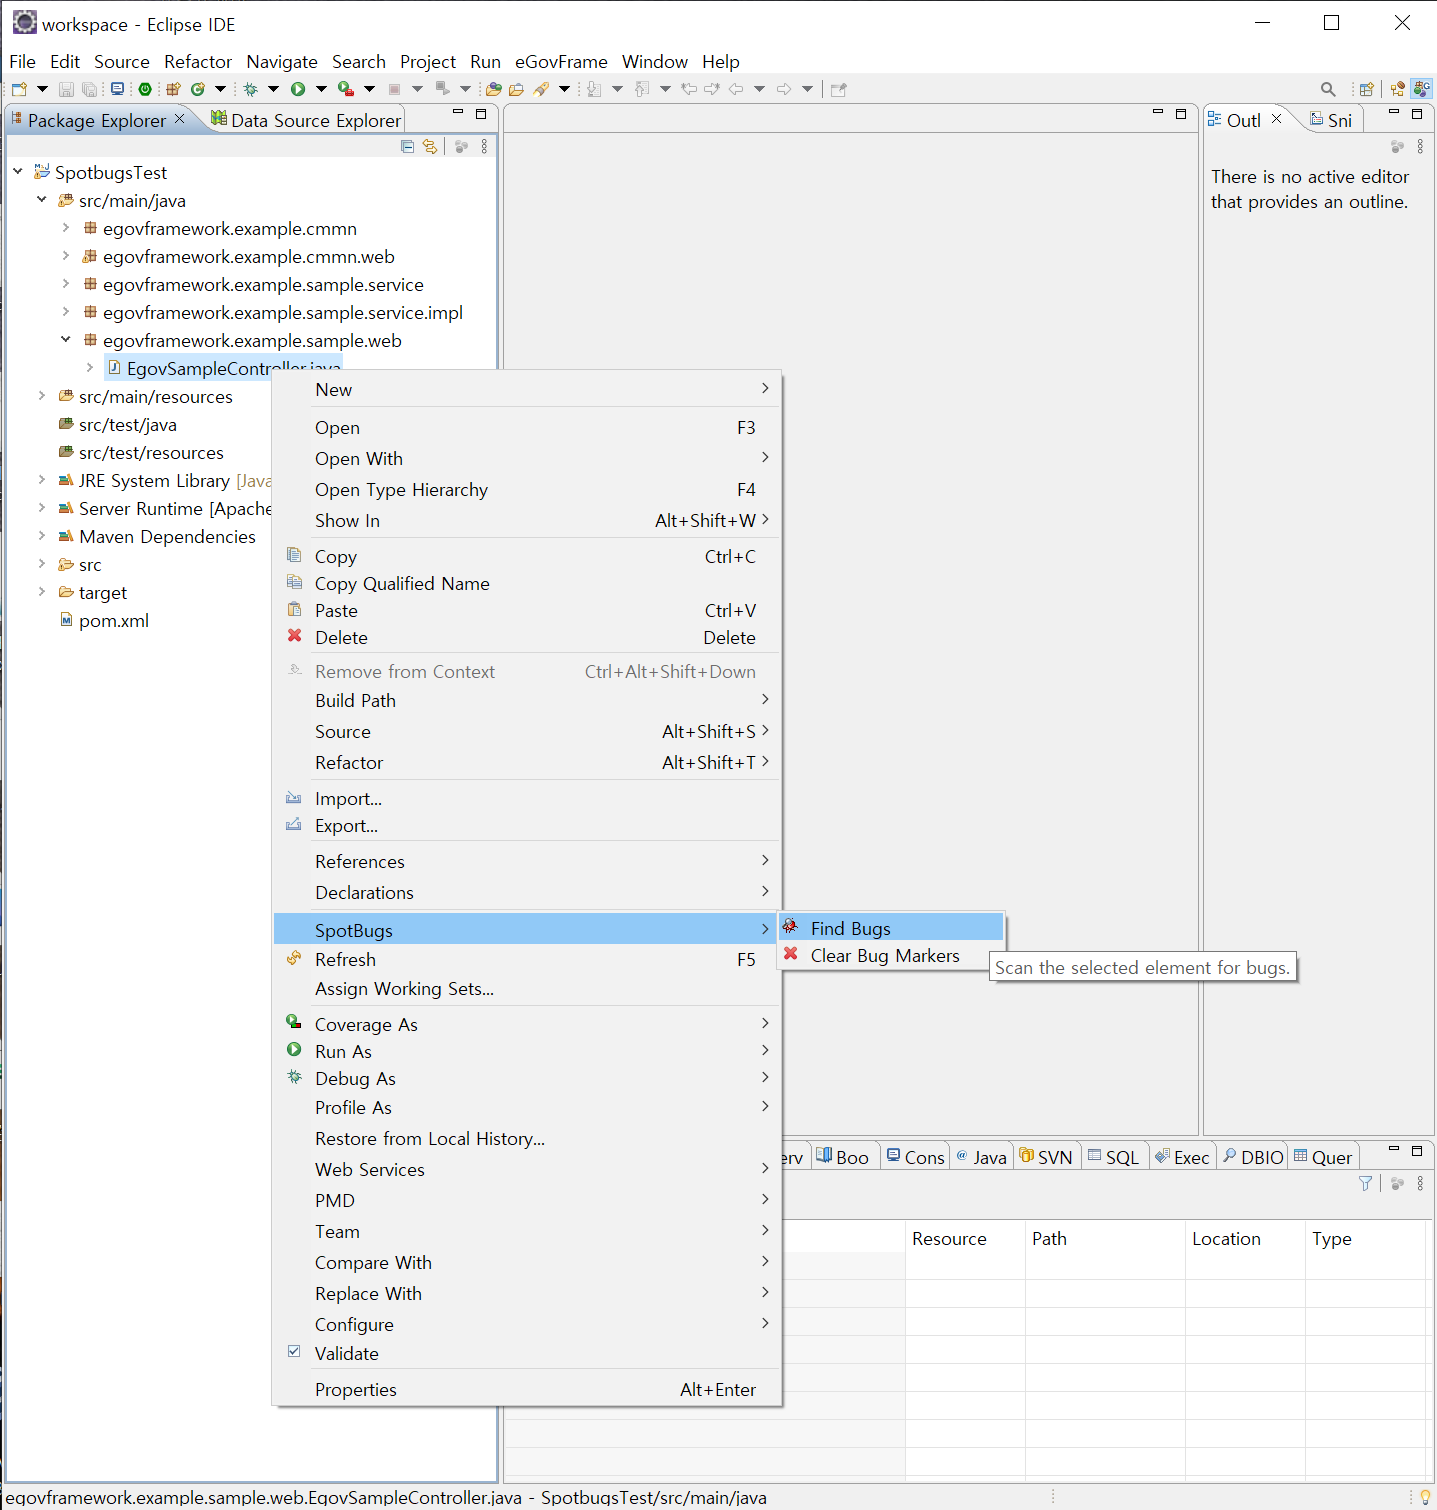 workspace - Eclipse IDE
File Edit Source Refactor Navigate Search Project Run eGovFrame Window Help
Package Explorer
Data Source Explorer
SpotbugsTest
src/main/java
egovframework.example.cmmn
egovframework.example.cmmn.web
egovframework.example.sample.service
egovframework.example.sample.service.impl
egovframework.example.sample.web
EgovSampleController.java
src/main/resources
src/test/java
src/test/resources
JRE System Library [Java
Server Runtime [Apache
Maven Dependencies
src
target
pom.xml
New
Open F3
Open With
Open Type Hierarchy F4
Show In Alt+Shift+W
Copy Ctrl+C
Copy Qualified Name
Paste Ctrl+V
Delete Delete
Remove from Context Ctrl+Alt+Shift+Down
Build Path
Source Alt+Shift+S
Refactor Alt+Shift+T
Import...
Export...
References
Declarations
SpotBugs
Refresh F5
Assign Working Sets...
Coverage As
Run As
Debug As
Profile As
Restore from Local History...
Web Services
PMD
Team
Compare With
Replace With
Configure
Validate
Properties Alt+Enter
Find Bugs
Clear Bug Markers
Scan the selected element for bugs.
Outl
Sni
There is no active editor
that provides an outline.
erv Boo Cons Java SVN SQL Exec DBIO Quer
Resource Path Location Type
egovframework.example.sample.web.EgovSampleController.java - SpotbugsTest/src/main/java